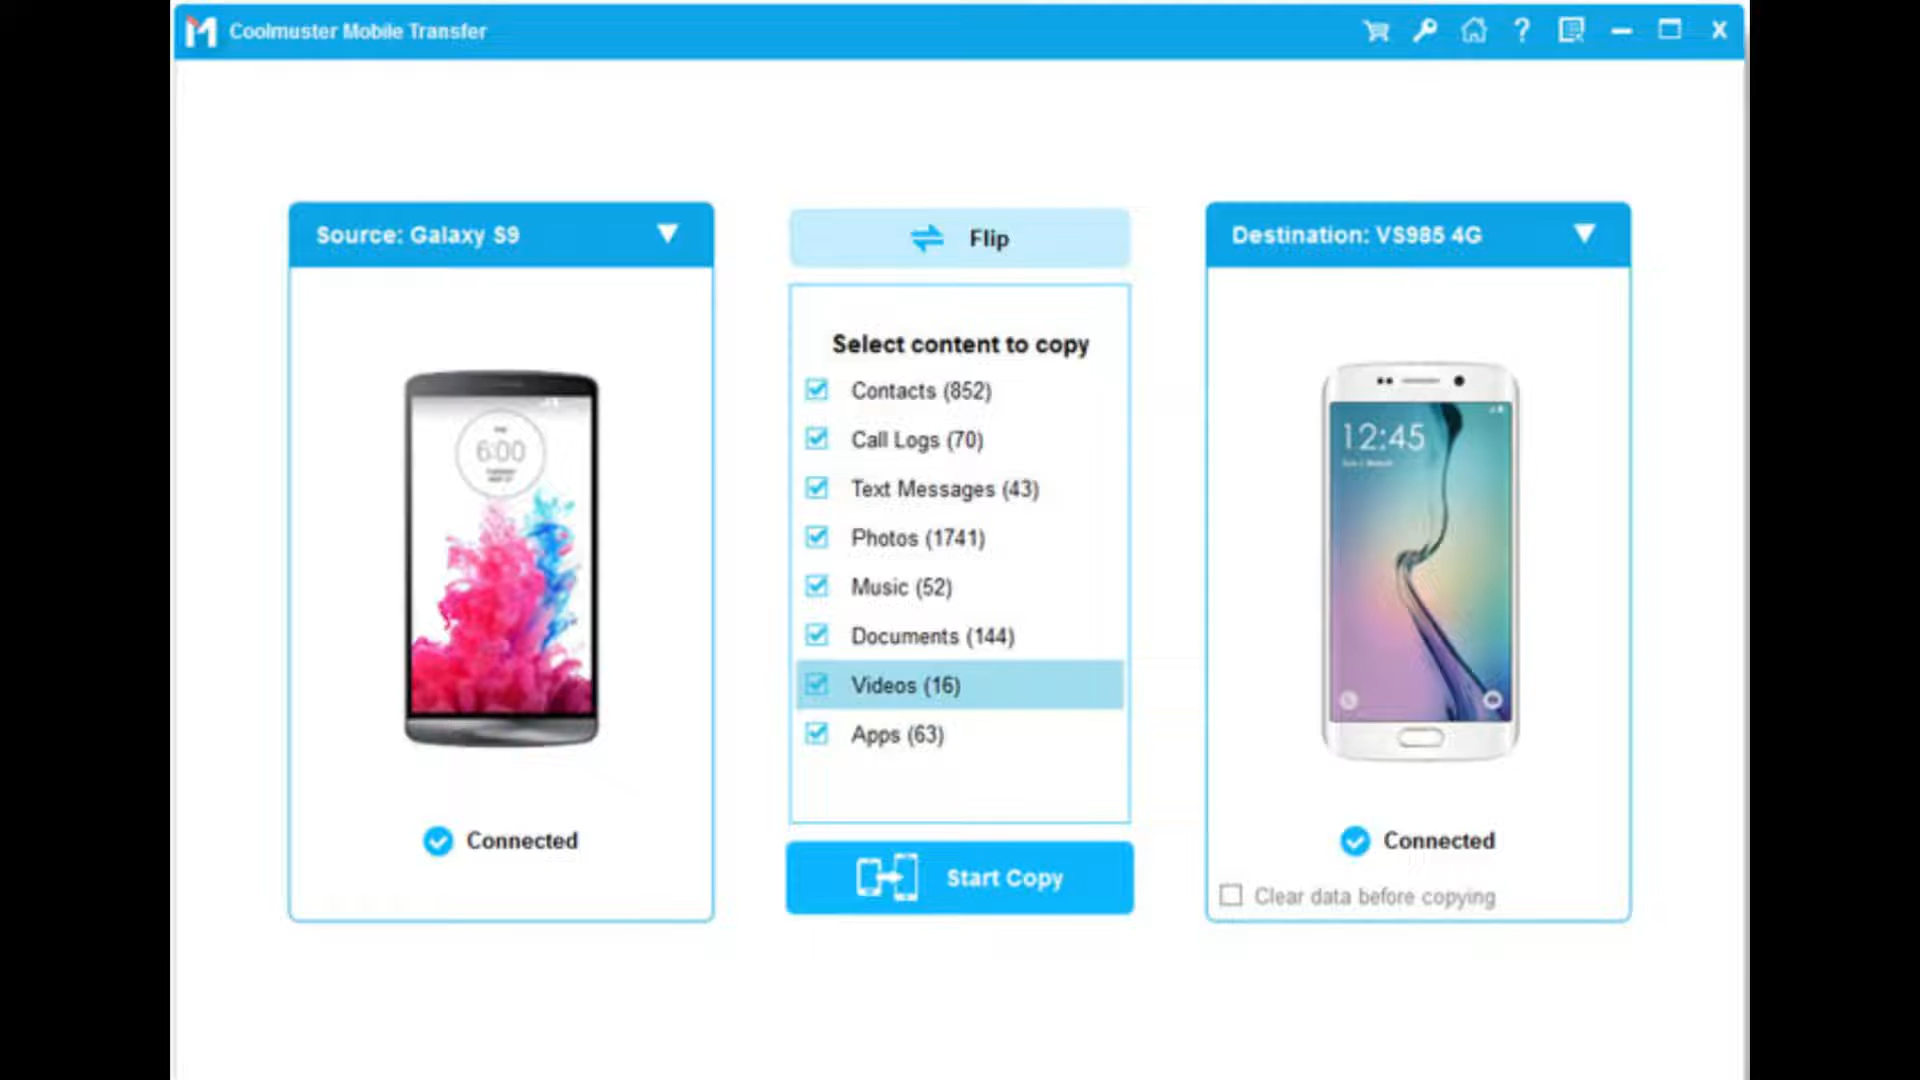 Coolmuster Mobile Transfer
?
Source: Galaxy S9
Flip
Destination: VS985 4G
Select content to copy
Contacts (852)
Call Logs (70)
Text Messages (43)
Photos (1741)
Music (52)
Documents (144)
Videos (16)
Apps (63)
6:00
12:45
Connected
Connected
Start Copy
Clear data before copying